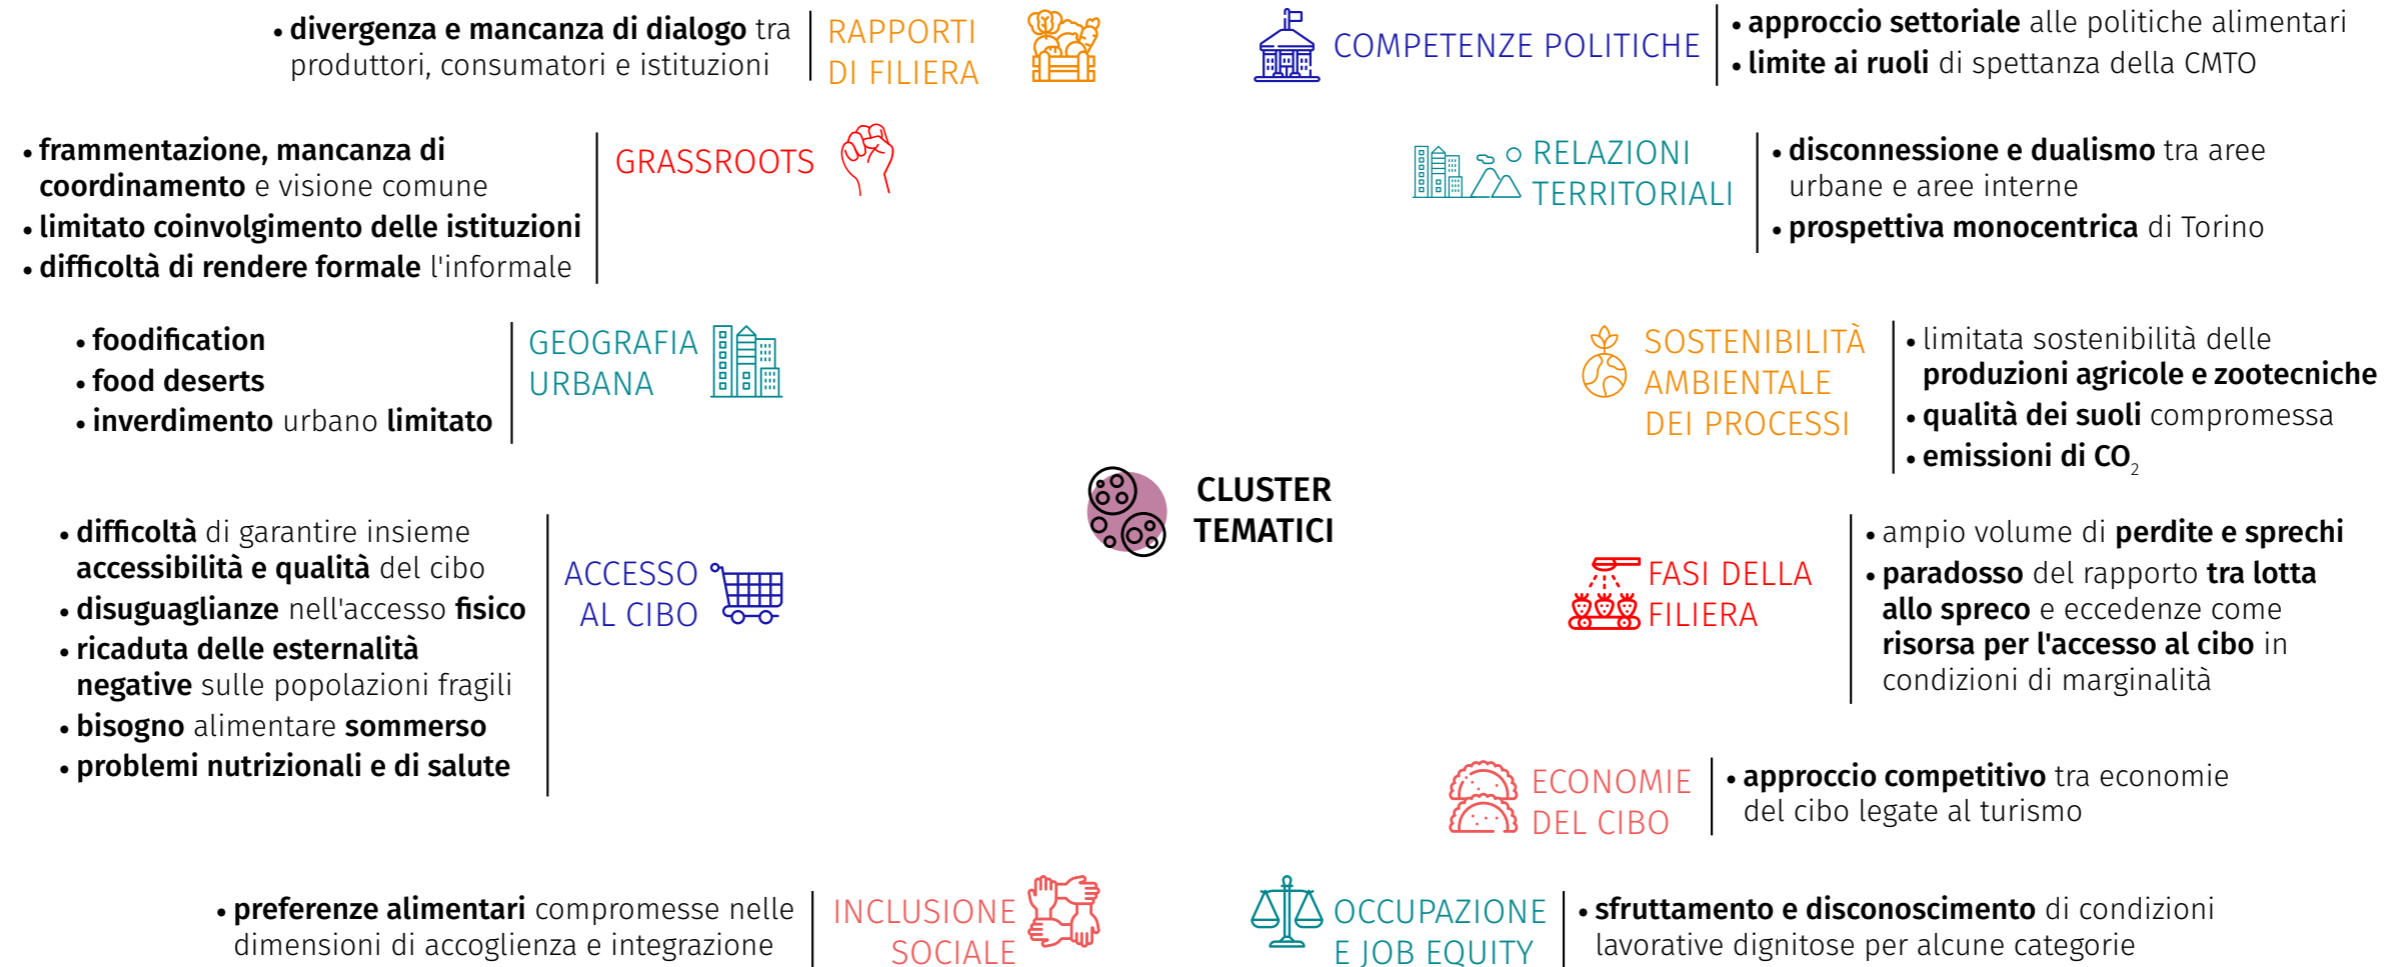 • divergenza e mancanza di dialogo tra
produttori, consumatori e istituzioni
RAPPORTI
DI FILIERA
COMPETENZE POLITICHE
• approccio settoriale alle politiche alimentari
• limite ai ruoli di spettanza della CMTO
• frammentazione, mancanza di
coordinamento e visione comune
• limitato coinvolgimento delle istituzioni
• difficoltà di rendere formale l'informale
GRASSROOTS
RELAZIONI
TERRITORIALI
• disconnessione e dualismo tra aree
urbane e aree interne
• prospettiva monocentrica di Torino
• foodification
• food deserts
• inverdimento urbano limitato
GEOGRAFIA
URBANA
SOSTENIBILITÀ
AMBIENTALE
DEI PROCESSI
• limitata sostenibilità delle
produzioni agricole e zootecniche
• qualità dei suoli compromessa
• emissioni di CO₂
CLUSTER
TEMATICI
• difficoltà di garantire insieme
accessibilità e qualità del cibo
• disuguaglianze nell'accesso fisico
• ricaduta delle esternalità
negative sulle popolazioni fragili
• bisogno alimentare sommerso
• problemi nutrizionali e di salute
ACCESSO
AL CIBO
FASI DELLA
FILIERA
• ampio volume di perdite e sprechi
• paradosso del rapporto tra lotta
allo spreco e eccedenze come
risorsa per l'accesso al cibo in
condizioni di marginalità
ECONOMIE
DEL CIBO
• approccio competitivo tra economie
del cibo legate al turismo
• preferenze alimentari compromesse nelle
dimensioni di accoglienza e integrazione
INCLUSIONE
SOCIALE
OCCUPAZIONE
E JOB EQUITY
• sfruttamento e disconoscimento di condizioni
lavorative dignitose per alcune categorie